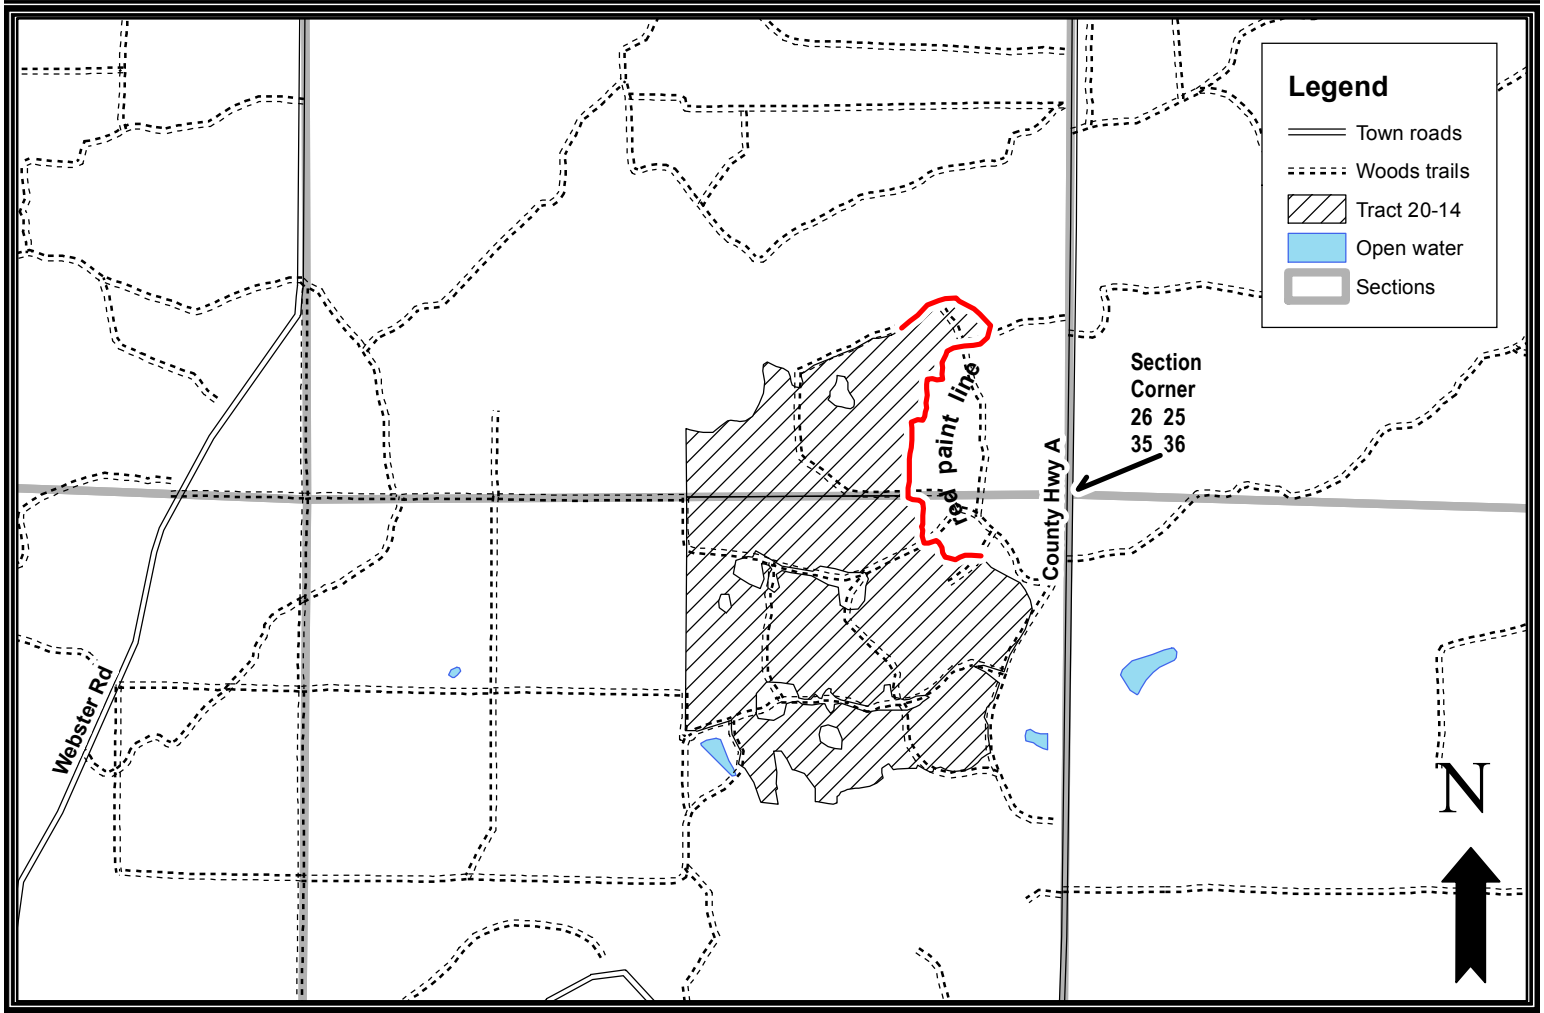 Legend
Town roads
Woods trails
Tract 20-14
Open water
Sections
Section
Corner
26 25
35 36
red paint line
County Hwy A
Webster Rd
N